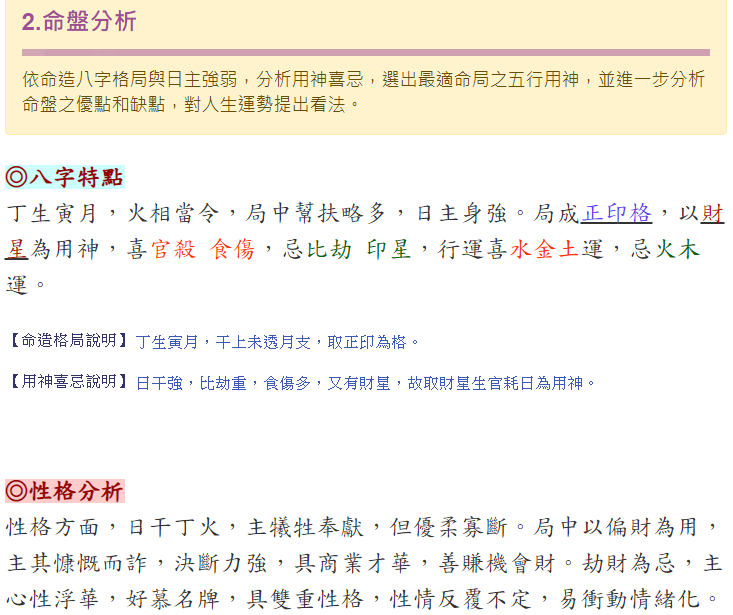 2.命盤分析
依命造八字格局與日主強弱，分析用神喜忌，選出最適命局之五行用神，並進一步分析
命盤之優點和缺點，對人生運勢提出看法。
◎八字特點
丁生寅月，火相當令，局中幫扶略多，日主身強。局成正印格，以財
星為用神，喜官殺 食傷，忌比劫 印星，行運喜水金土運，忌火木
運。
【命造格局說明】丁生寅月，干上未透月支，取正印為格。
【用神喜忌說明】日干強，比劫重，食傷多，又有財星，故取財星生官耗日為用神。
◎性格分析
性格方面，日干丁火，主犧牲奉獻，但優柔寡斷。局中以偏財為用，
主其慷慨而詐，決斷力強，具商業才華，善賺機會財。劫財為忌，主
心性浮華，好慕名牌，具雙重性格，性情反覆不定，易衝動情緒化。